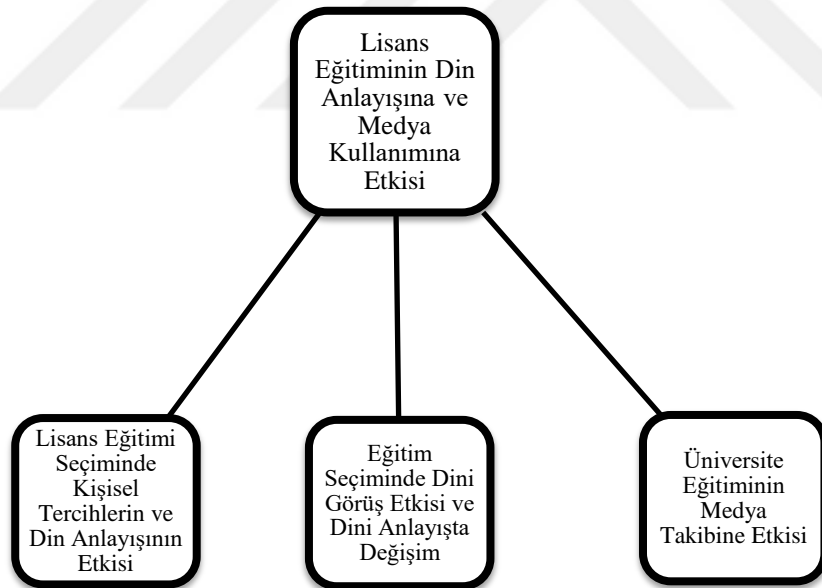 Lisans
Eğitiminin Din
Anlayışına ve
Medya
Kullanımına
Etkisi
Lisans Eğitimi
Seçiminde
Kişisel
Tercihlerin ve
Din Anlayışının
Etkisi
Eğitim
Seçiminde Dini
Görüş Etkisi ve
Dini Anlayışta
Değişim
Üniversite
Eğitiminin
Medya
Takibine Etkisi